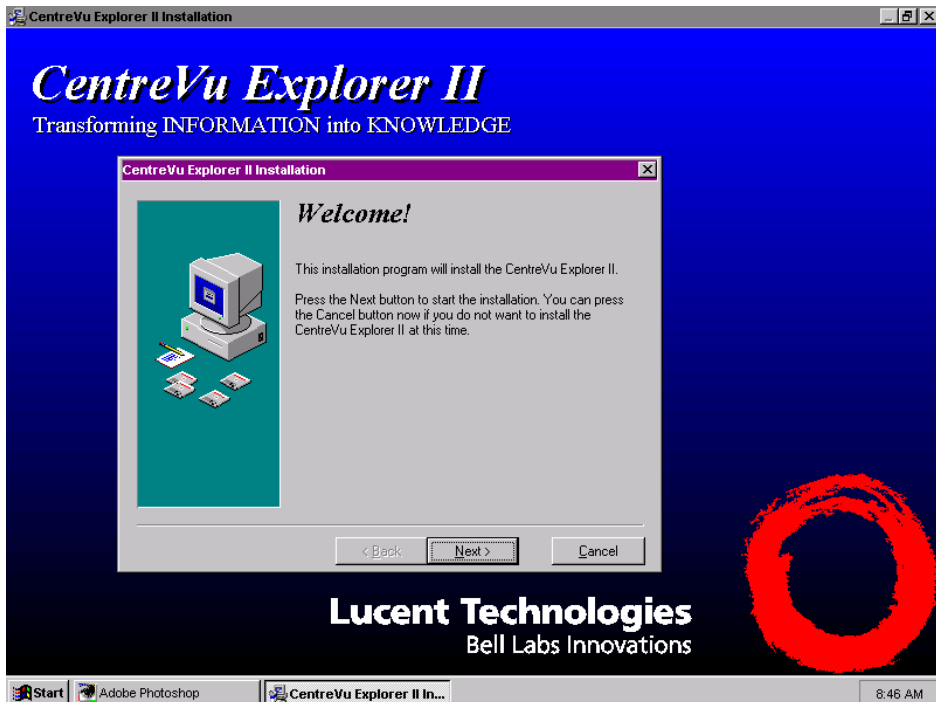 CentreVu Explorer II Installation
CentreVu Explorer II
Transforming INFORMATION into KNOWLEDGE
CentreVu Explorer II Installation
Welcome!
This installation program will install the CentreVu Explorer II.
Press the Next button to start the installation. You can press
the Cancel button now if you do not want to install the
CentreVu Explorer II at this time.
< Back
Next >
Cancel
Lucent Technologies
Bell Labs Innovations
Start
Adobe Photoshop
CentreVu Explorer II In...
8:46 AM